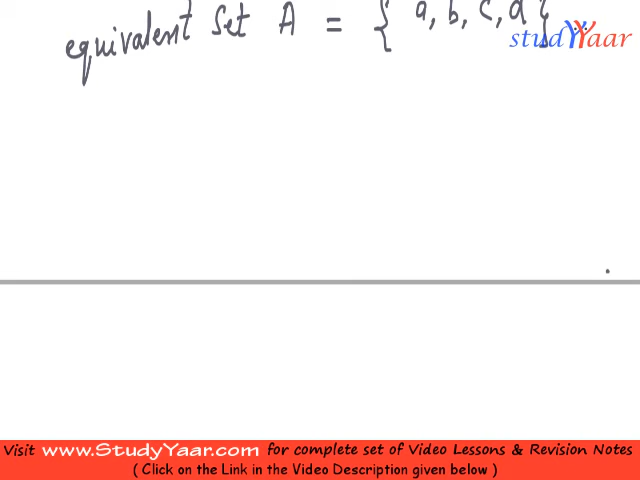 equivalent Set A = { a, b, c, d }
studYYaar
Visit www.StudyYaar.com for complete set of Video Lessons & Revision Notes
( Click on the Link in the Video Description given below )